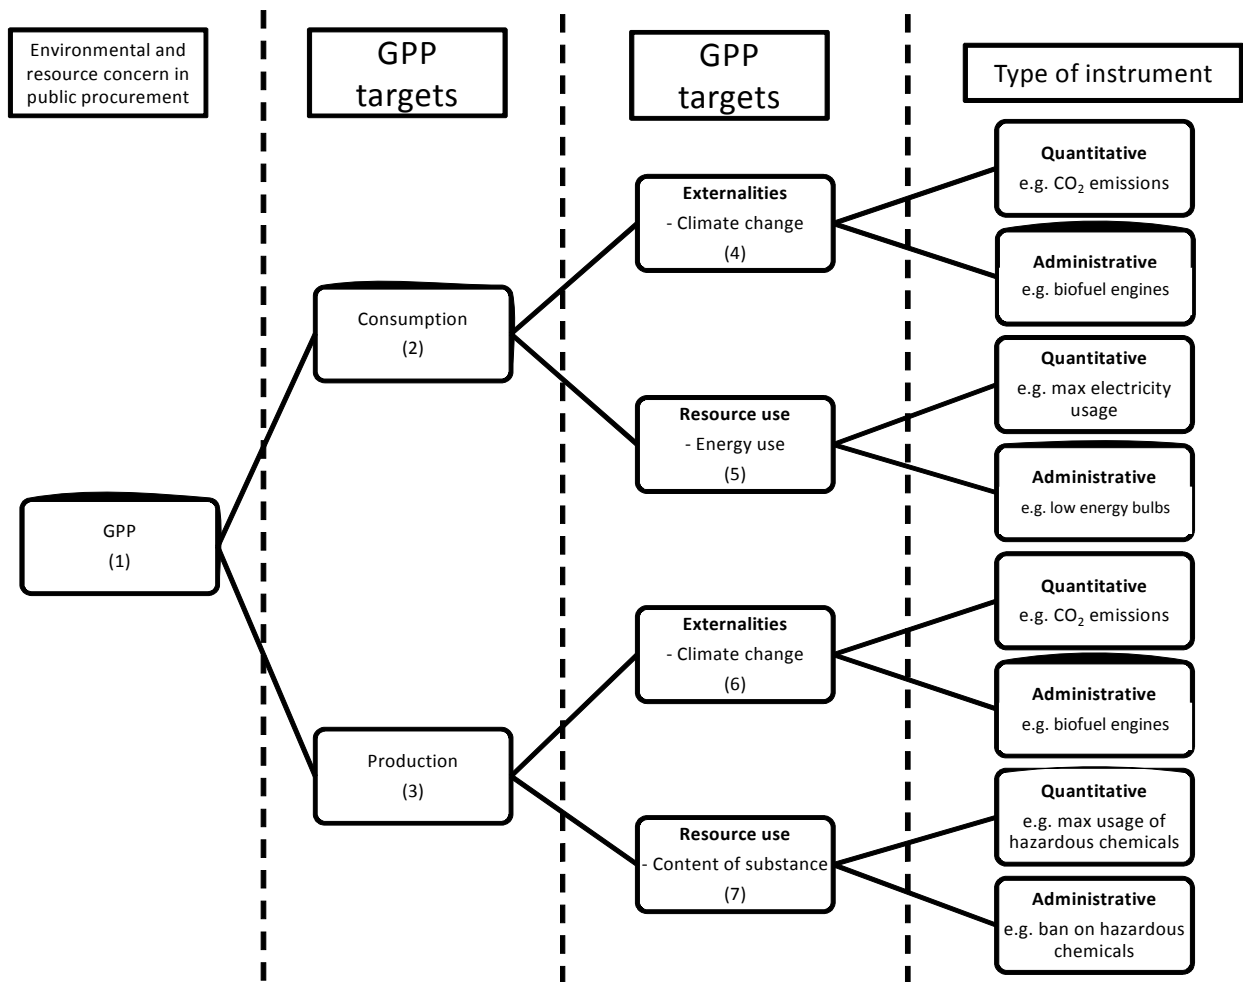 Environmental and
resource concern in
public procurement
GPP
targets
GPP
targets
Type of instrument
GPP
(1)
Consumption
(2)
Production
(3)
Externalities
- Climate change
(4)
Resource use
- Energy use
(5)
Externalities
- Climate change
(6)
Resource use
- Content of substance
(7)
Quantitative
e.g. CO₂ emissions
Administrative
e.g. biofuel engines
Quantitative
e.g. max electricity
usage
Administrative
e.g. low energy bulbs
Quantitative
e.g. CO₂ emissions
Administrative
e.g. biofuel engines
Quantitative
e.g. max usage of
hazardous chemicals
Administrative
e.g. ban on hazardous
chemicals